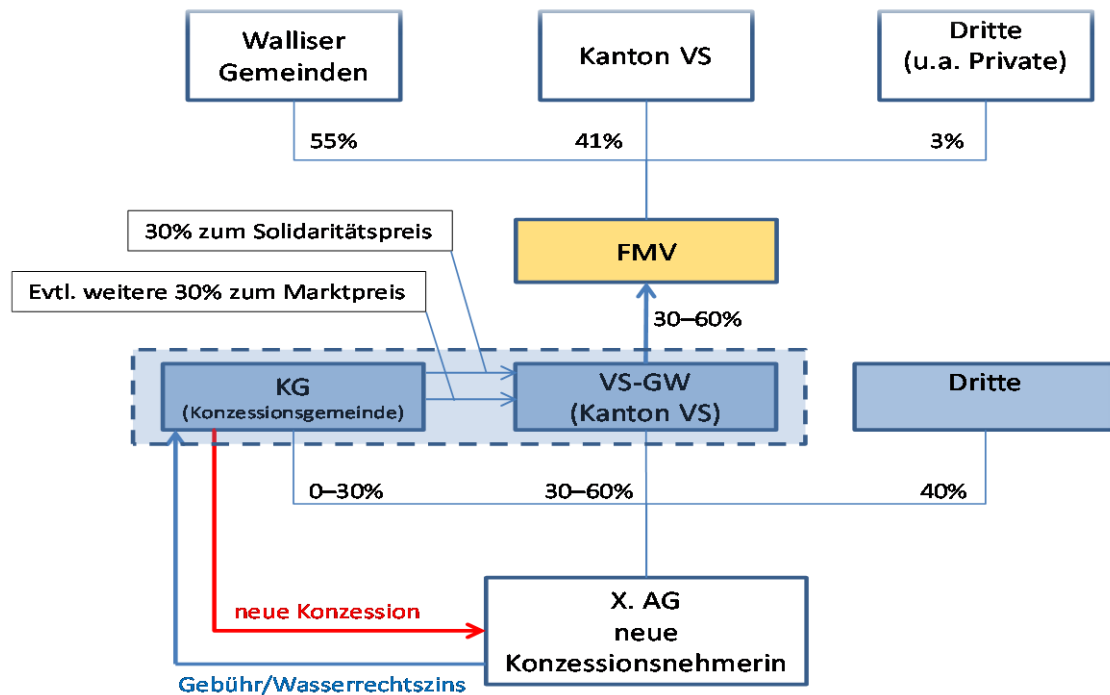 Walliser
Gemeinden
Kanton VS
Dritte
(u.a. Private)
55%
41%
3%
30% zum Solidaritätspreis
FMV
Evtl. weitere 30% zum Marktpreis
30–60%
KG
(Konzessionsgemeinde)
VS-GW
(Kanton VS)
Dritte
0–30%
30–60%
40%
X. AG
neue
Konzessionsnehmerin
neue Konzession
Gebühr/Wasserrechtszins